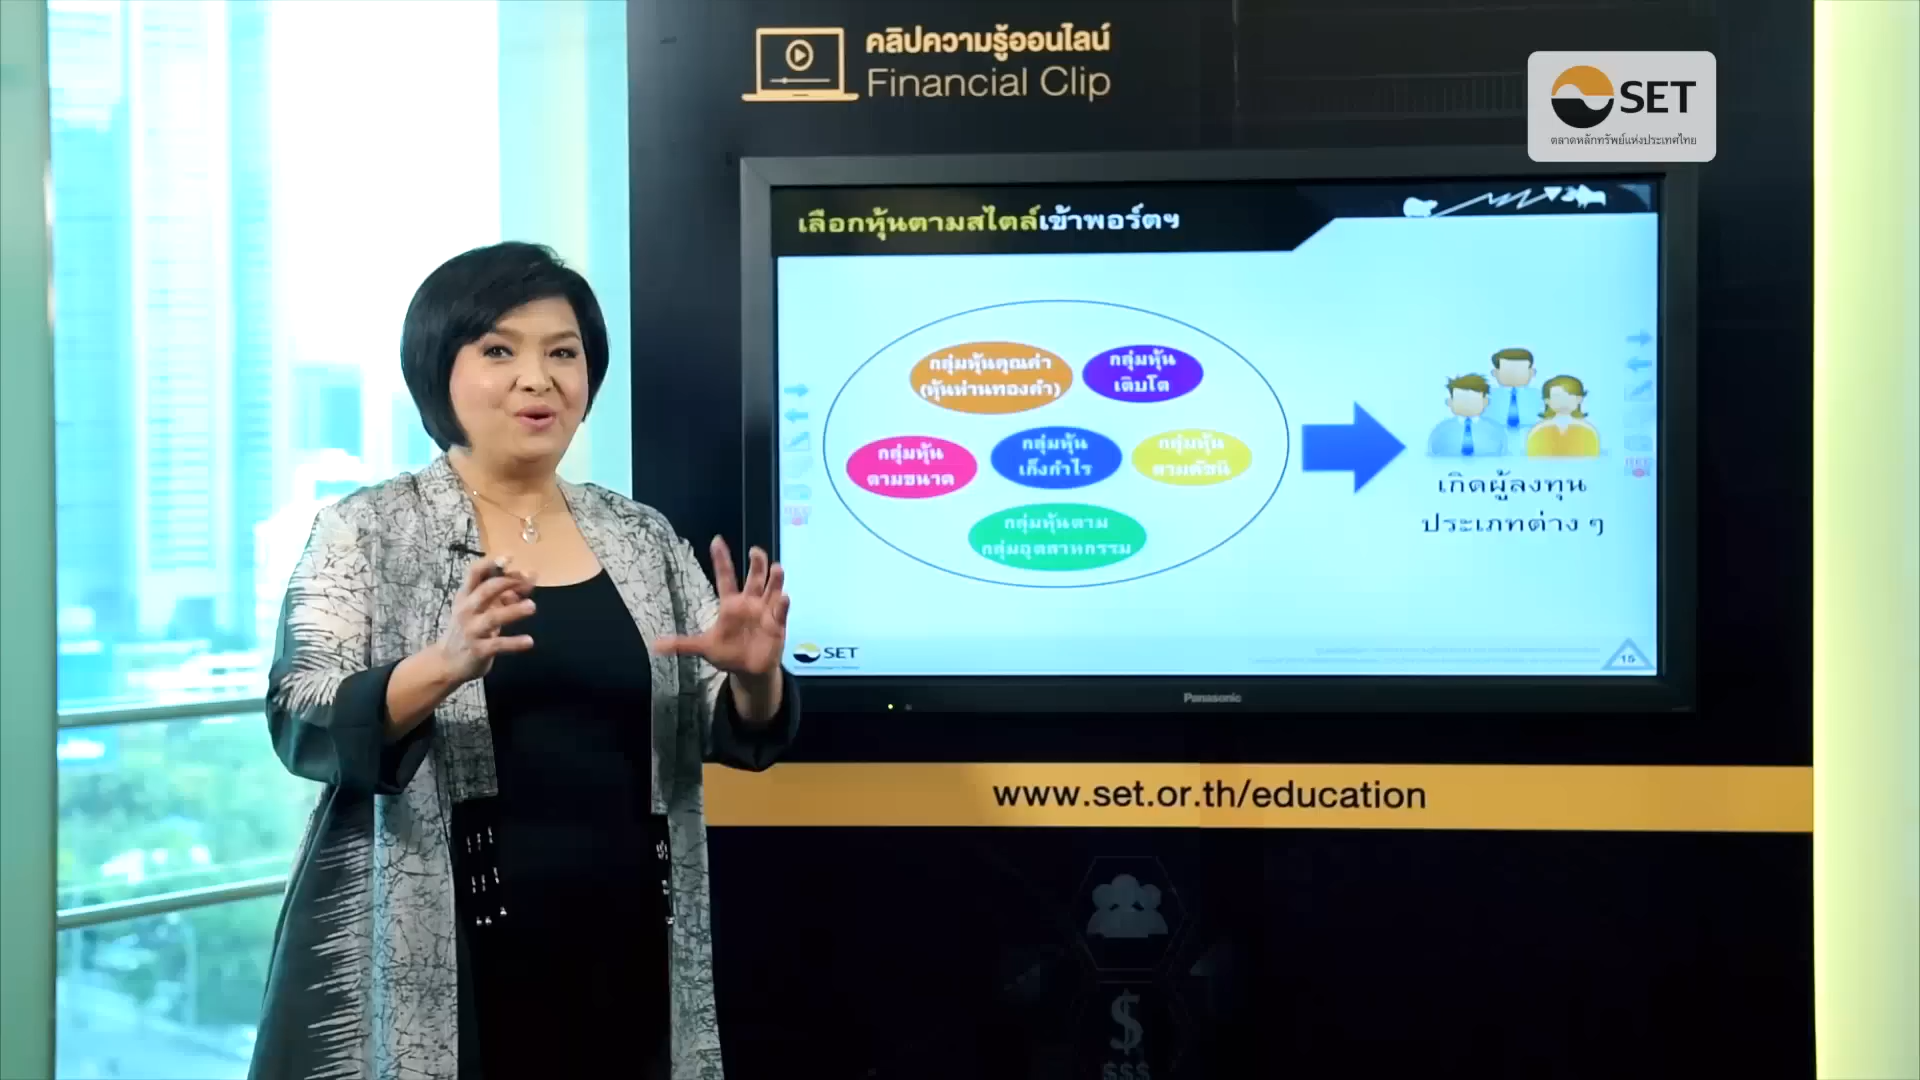 คลิปความรู้ออนไลน์
Financial Clip
SET
ตลาดหลักทรัพย์แห่งประเทศไทย
เลือกหุ้นตามสไตล์เข้าพอร์ตฯ
กลุ่มหุ้นคุณค่า
(หุ้นห่านทองคำ)
กลุ่มหุ้น
เติบโต
กลุ่มหุ้น
ตามขนาด
กลุ่มหุ้น
เก็งกำไร
กลุ่มหุ้น
ตามดัชนี
กลุ่มหุ้นตาม
กลุ่มอุตสาหกรรม
เกิดผู้ลงทุน
ประเภทต่าง ๆ
SET
15
Panasonic
www.set.or.th/education
$
$$$